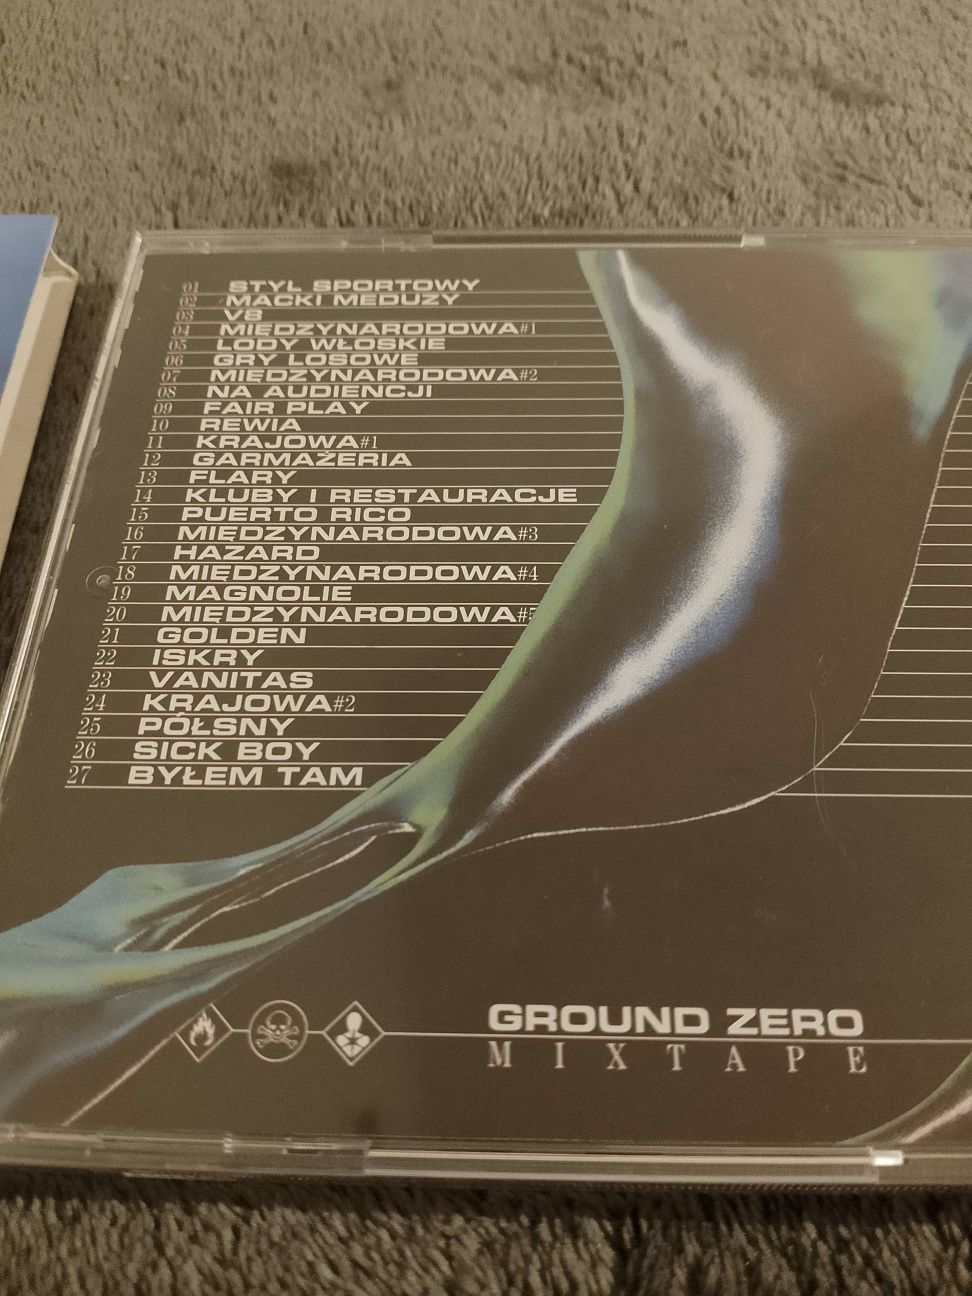 01 STYL SPORTOWY
02 MACKI MEDUZY
03 V8
04 MIĘDZYNARODOWA#1
05 LODY WŁOSKIE
06 GRY LOSOWE
07 MIĘDZYNARODOWA#2
08 NA AUDIENCJI
09 FAIR PLAY
10 REWIA
11 KRAJOWA#1
12 GARMAŻERIA
13 FLARY
14 KLUBY I RESTAURACJE
15 PUERTO RICO
16 MIĘDZYNARODOWA#3
17 HAZARD
18 MIĘDZYNARODOWA#4
19 MAGNOLIE
20 MIĘDZYNARODOWA#5
21 GOLDEN
22 ISKRY
23 VANITAS
24 KRAJOWA#2
25 PÓŁSNY
26 SICK BOY
27 BYŁEM TAM
GROUND ZERO
MIXTAPE